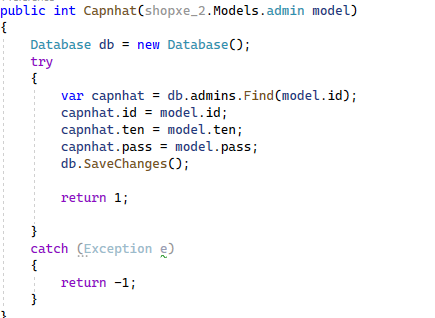 public int Capnhat(shopxe_2.Models.admin model)
{
Database db = new Database();
try
{
var capnhat = db.admins.Find(model.id);
capnhat.id = model.id;
capnhat.ten = model.ten;
capnhat.pass = model.pass;
db.SaveChanges();
return 1;
}
catch (Exception e)
{
return -1;
}
}